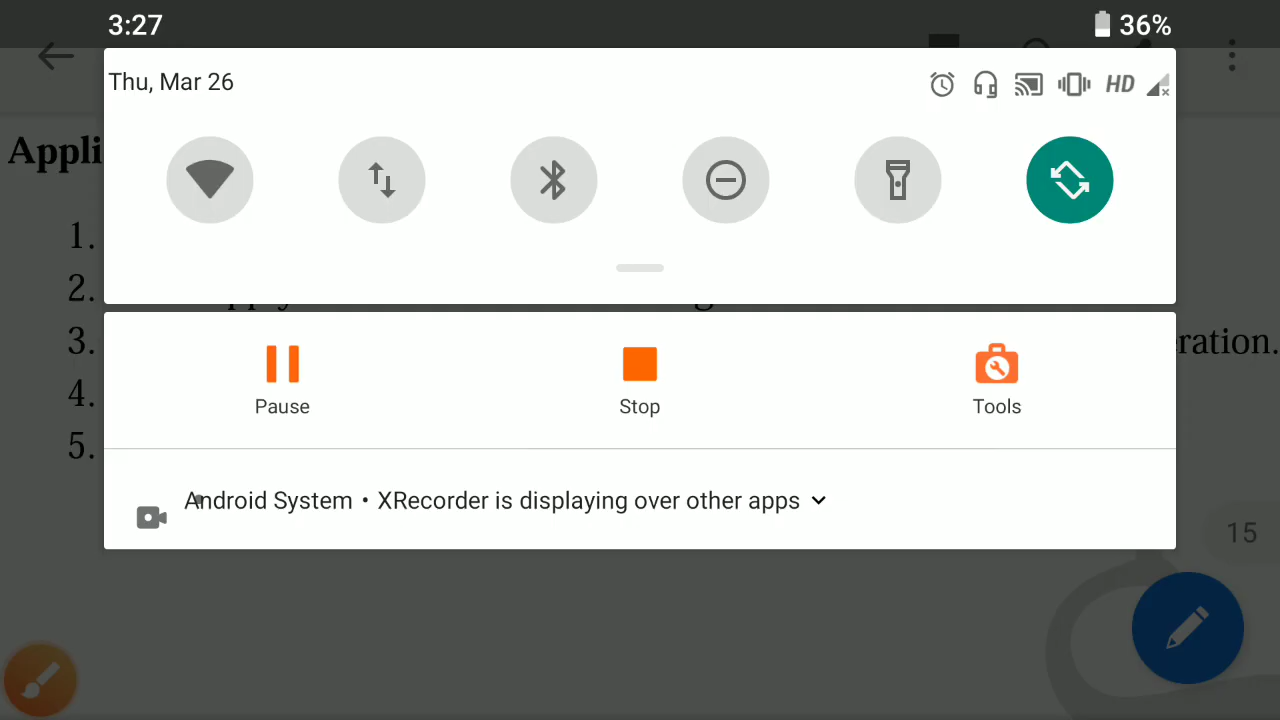 3:27
36%
Thu, Mar 26
HD
Appli
1.
2.
3.
ration.
4.
5.
Pause
Stop
Tools
Android System • XRecorder is displaying over other apps
15